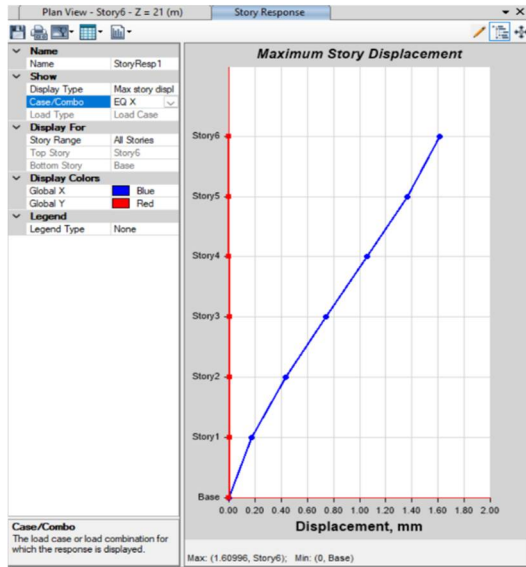 Plan View - Story6 - Z = 21 (m)
Story Response
Name
Name StoryResp1
Show
Display Type Max story displ
Case/Combo EQ X
Load Type Load Case
Display For
Story Range All Stories
Top Story Story6
Bottom Story Base
Display Colors
Global X Blue
Global Y Red
Legend
Legend Type None
Case/Combo
The load case or load combination for
which the response is displayed.
Maximum Story Displacement
Story6
Story5
Story4
Story3
Story2
Story1
Base
0.00 0.20 0.40 0.60 0.80 1.00 1.20 1.40 1.60 1.80 2.00
Displacement, mm
Max: (1.60996, Story6); Min: (0, Base)